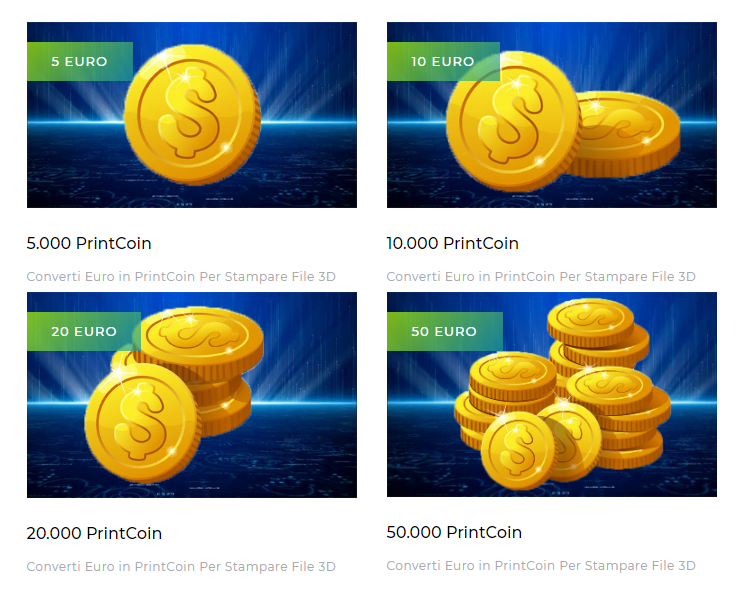 5 EURO
10 EURO
5.000 PrintCoin
10.000 PrintCoin
Converti Euro in PrintCoin Per Stampare File 3D
Converti Euro in PrintCoin Per Stampare File 3D
20 EURO
50 EURO
20.000 PrintCoin
50.000 PrintCoin
Converti Euro in PrintCoin Per Stampare File 3D
Converti Euro in PrintCoin Per Stampare File 3D